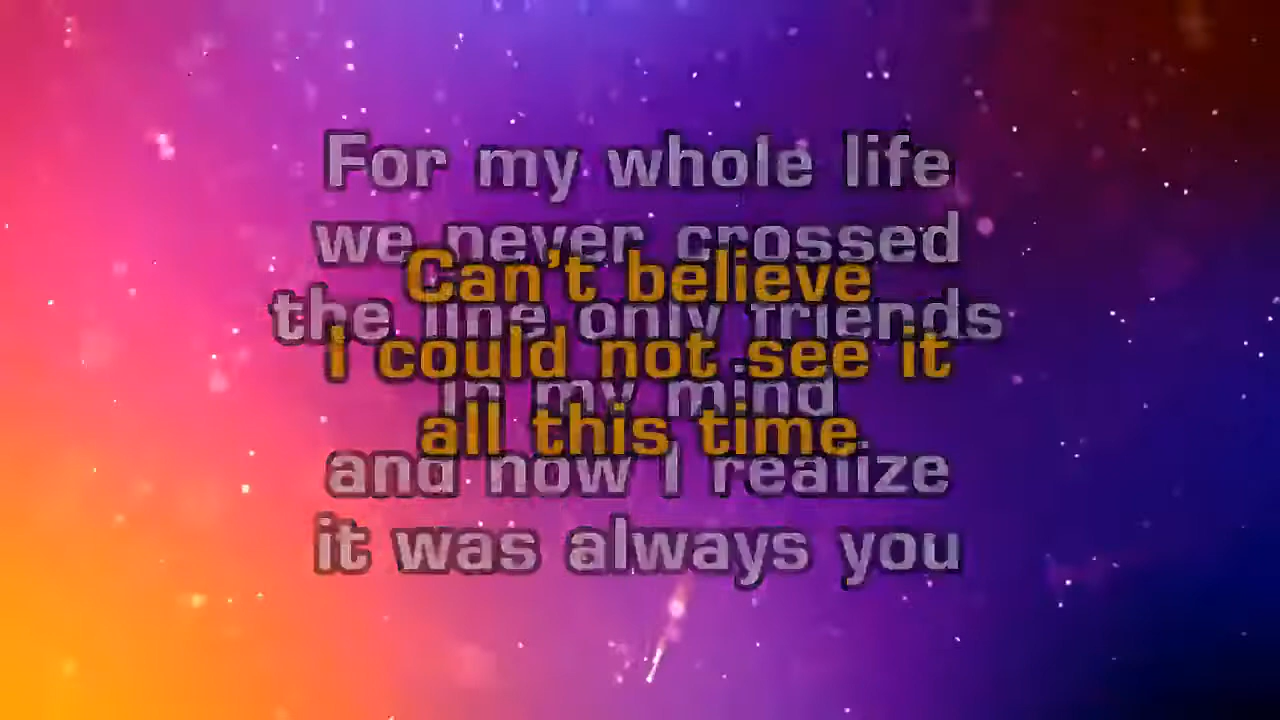 For my whole life
we never crossed
Can't believe
the line only friends
I could not see it
in my mind
all this time
and now I realize
it was always you